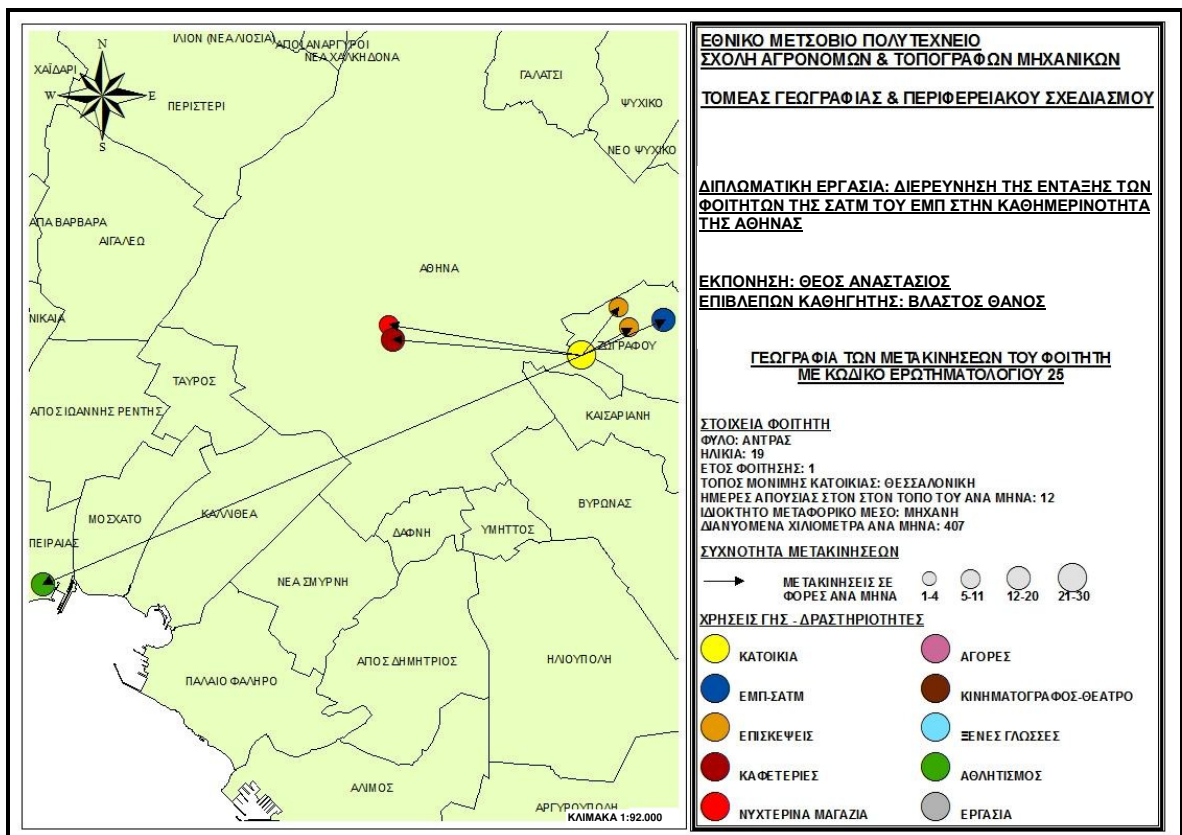 ΙΛΙΟΝ (ΝΕΑ ΛΙΟΣΙΑ)
ΑΓΟΙ ΑΝΑΡΓΥΡΟΙ
ΝΕΑ ΧΑΛΚΗΔΟΝΑ
ΧΑΪΔΑΡΙ
N
W
E
S
ΠΕΡΙΣΤΕΡΙ
ΓΑΛΑΤΣΙ
ΨΥΧΙΚΟ
ΝΕΟ ΨΥΧΙΚΟ
ΑΓΙΑ ΒΑΡΒΑΡΑ
ΑΙΓΑΛΕΩ
ΑΘΗΝΑ
ΝΙΚΑΙΑ
ΖΩΓΡΑΦΟΥ
ΤΑΥΡΟΣ
ΑΓΙΟΣ ΙΩΑΝΝΗΣ ΡΕΝΤΗΣ
ΚΑΙΣΑΡΙΑΝΗ
ΒΥΡΩΝΑΣ
ΜΟΣΧΑΤΟ
ΚΑΛΛΙΘΕΑ
ΔΑΦΝΗ
ΥΜΗΤΤΟΣ
ΠΕΙΡΑΙΑΣ
ΝΕΑ ΣΜΥΡΝΗ
ΑΓΙΟΣ ΔΗΜΗΤΡΙΟΣ
ΗΛΙΟΥΠΟΛΗ
ΠΑΛΑΙΟ ΦΑΛΗΡΟ
ΑΛΙΜΟΣ
ΑΡΓΥΡΟΥΠΟΛΗ
ΚΛΙΜΑΚΑ 1:92.000
ΕΘΝΙΚΟ ΜΕΤΣΟΒΙΟ ΠΟΛΥΤΕΧΝΕΙΟ
ΣΧΟΛΗ ΑΓΡΟΝΟΜΩΝ & ΤΟΠΟΓΡΑΦΩΝ ΜΗΧΑΝΙΚΩΝ
ΤΟΜΕΑΣ ΓΕΩΓΡΑΦΙΑΣ & ΠΕΡΙΦΕΡΕΙΑΚΟΥ ΣΧΕΔΙΑΣΜΟΥ
ΔΙΠΛΩΜΑΤΙΚΗ ΕΡΓΑΣΙΑ: ΔΙΕΡΕΥΝΗΣΗ ΤΗΣ ΕΝΤΑΞΗΣ ΤΩΝ
ΦΟΙΤΗΤΩΝ ΤΗΣ ΣΑΤΜ ΤΟΥ ΕΜΠ ΣΤΗΝ ΚΑΘΗΜΕΡΙΝΟΤΗΤΑ
ΤΗΣ ΑΘΗΝΑΣ
ΕΚΠΟΝΗΣΗ: ΘΕΟΣ ΑΝΑΣΤΑΣΙΟΣ
ΕΠΙΒΛΕΠΩΝ ΚΑΘΗΓΗΤΗΣ: ΒΛΑΣΤΟΣ ΘΑΝΟΣ
ΓΕΩΓΡΑΦΙΑ ΤΩΝ ΜΕΤΑΚΙΝΗΣΕΩΝ ΤΟΥ ΦΟΙΤΗΤΗ
ΜΕ ΚΩΔΙΚΟ ΕΡΩΤΗΜΑΤΟΛΟΓΙΟΥ 25
ΣΤΟΙΧΕΙΑ ΦΟΙΤΗΤΗ
ΦΥΛΟ: ΑΝΤΡΑΣ
ΗΛΙΚΙΑ: 19
ΕΤΟΣ ΦΟΙΤΗΣΗΣ: 1
ΤΟΠΟΣ ΜΟΝΙΜΗΣ ΚΑΤΟΙΚΙΑΣ: ΘΕΣΣΑΛΟΝΙΚΗ
ΗΜΕΡΕΣ ΑΠΟΥΣΙΑΣ ΣΤΟΝ ΣΤΟΝ ΤΟΠΟ ΤΟΥ ΑΝΑ ΜΗΝΑ: 12
ΙΔΙΟΚΤΗΤΟ ΜΕΤΑΦΟΡΙΚΟ ΜΕΣΟ: ΜΗΧΑΝΗ
ΔΙΑΝΥΟΜΕΝΑ ΧΙΛΙΟΜΕΤΡΑ ΑΝΑ ΜΗΝΑ: 407
ΣΥΧΝΟΤΗΤΑ ΜΕΤΑΚΙΝΗΣΕΩΝ
ΜΕΤΑΚΙΝΗΣΕΙΣ ΣΕ
ΦΟΡΕΣ ΑΝΑ ΜΗΝΑ 1-4 5-11 12-20 21-30
ΧΡΗΣΕΙΣ ΓΗΣ - ΔΡΑΣΤΗΡΙΟΤΗΤΕΣ
ΚΑΤΟΙΚΙΑ
ΕΜΠ-ΣΑΤΜ
ΕΠΙΣΚΕΨΕΙΣ
ΚΑΦΕΤΕΡΙΕΣ
ΝΥΧΤΕΡΙΝΑ ΜΑΓΑΖΙΑ
ΑΓΟΡΕΣ
ΚΙΝΗΜΑΤΟΓΡΑΦΟΣ-ΘΕΑΤΡΟ
ΞΕΝΕΣ ΓΛΩΣΣΕΣ
ΑΘΛΗΤΙΣΜΟΣ
ΕΡΓΑΣΙΑ